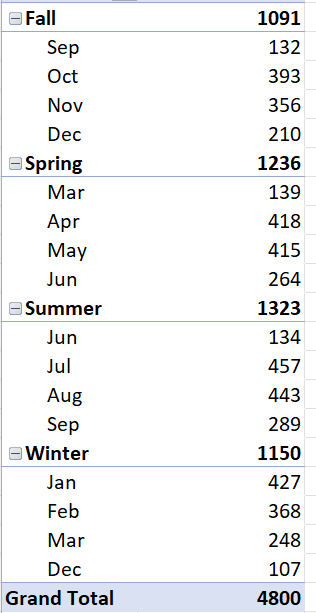 Fall 1091
Sep 132
Oct 393
Nov 356
Dec 210
Spring 1236
Mar 139
Apr 418
May 415
Jun 264
Summer 1323
Jun 134
Jul 457
Aug 443
Sep 289
Winter 1150
Jan 427
Feb 368
Mar 248
Dec 107
Grand Total 4800